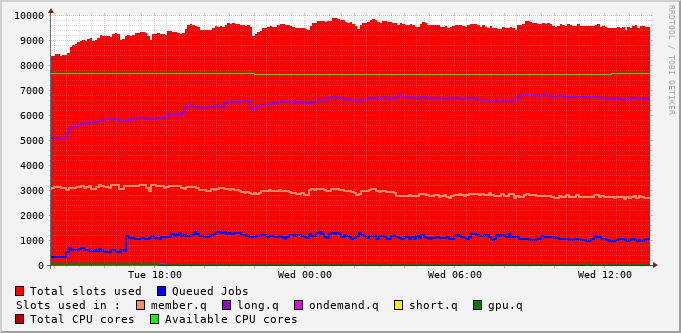 10000
9000
8000
7000
6000
5000
4000
3000
2000
1000
0
Tue 18:00 Wed 00:00 Wed 06:00 Wed 12:00
Total slots used Queued Jobs
Slots used in : member.q long.q ondemand.q short.q gpu.q
Total CPU cores Available CPU cores
RRDTOOL / TOBI OETIKER